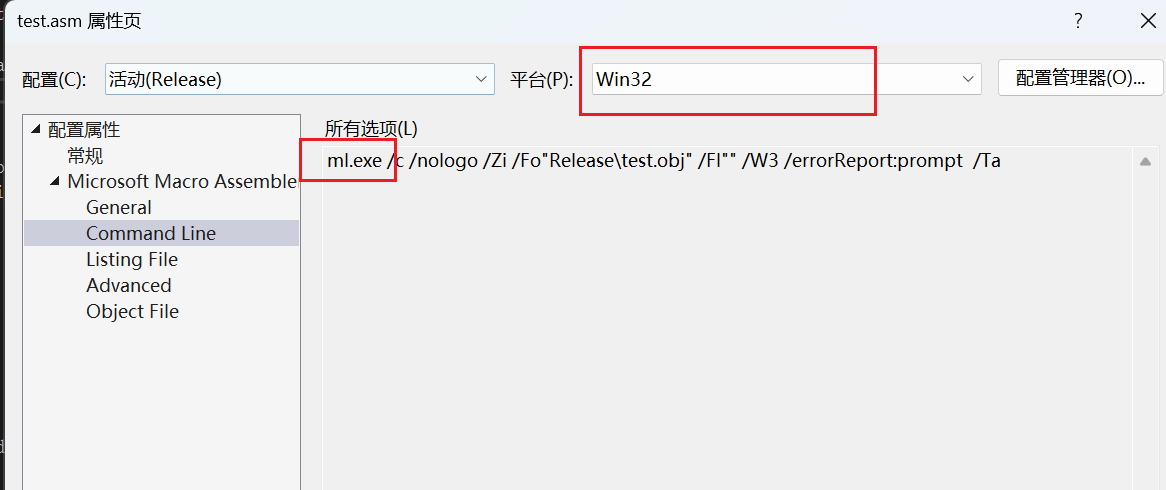 test.asm 属性页
?
配置(C):
活动(Release)
平台(P):
Win32
配置管理器(O)...
配置属性
常规
Microsoft Macro Assemble
General
Command Line
Listing File
Advanced
Object File
所有选项(L)
ml.exe /c /nologo /Zi /Fo"Release\test.obj" /Fl"" /W3 /errorReport:prompt  /Ta